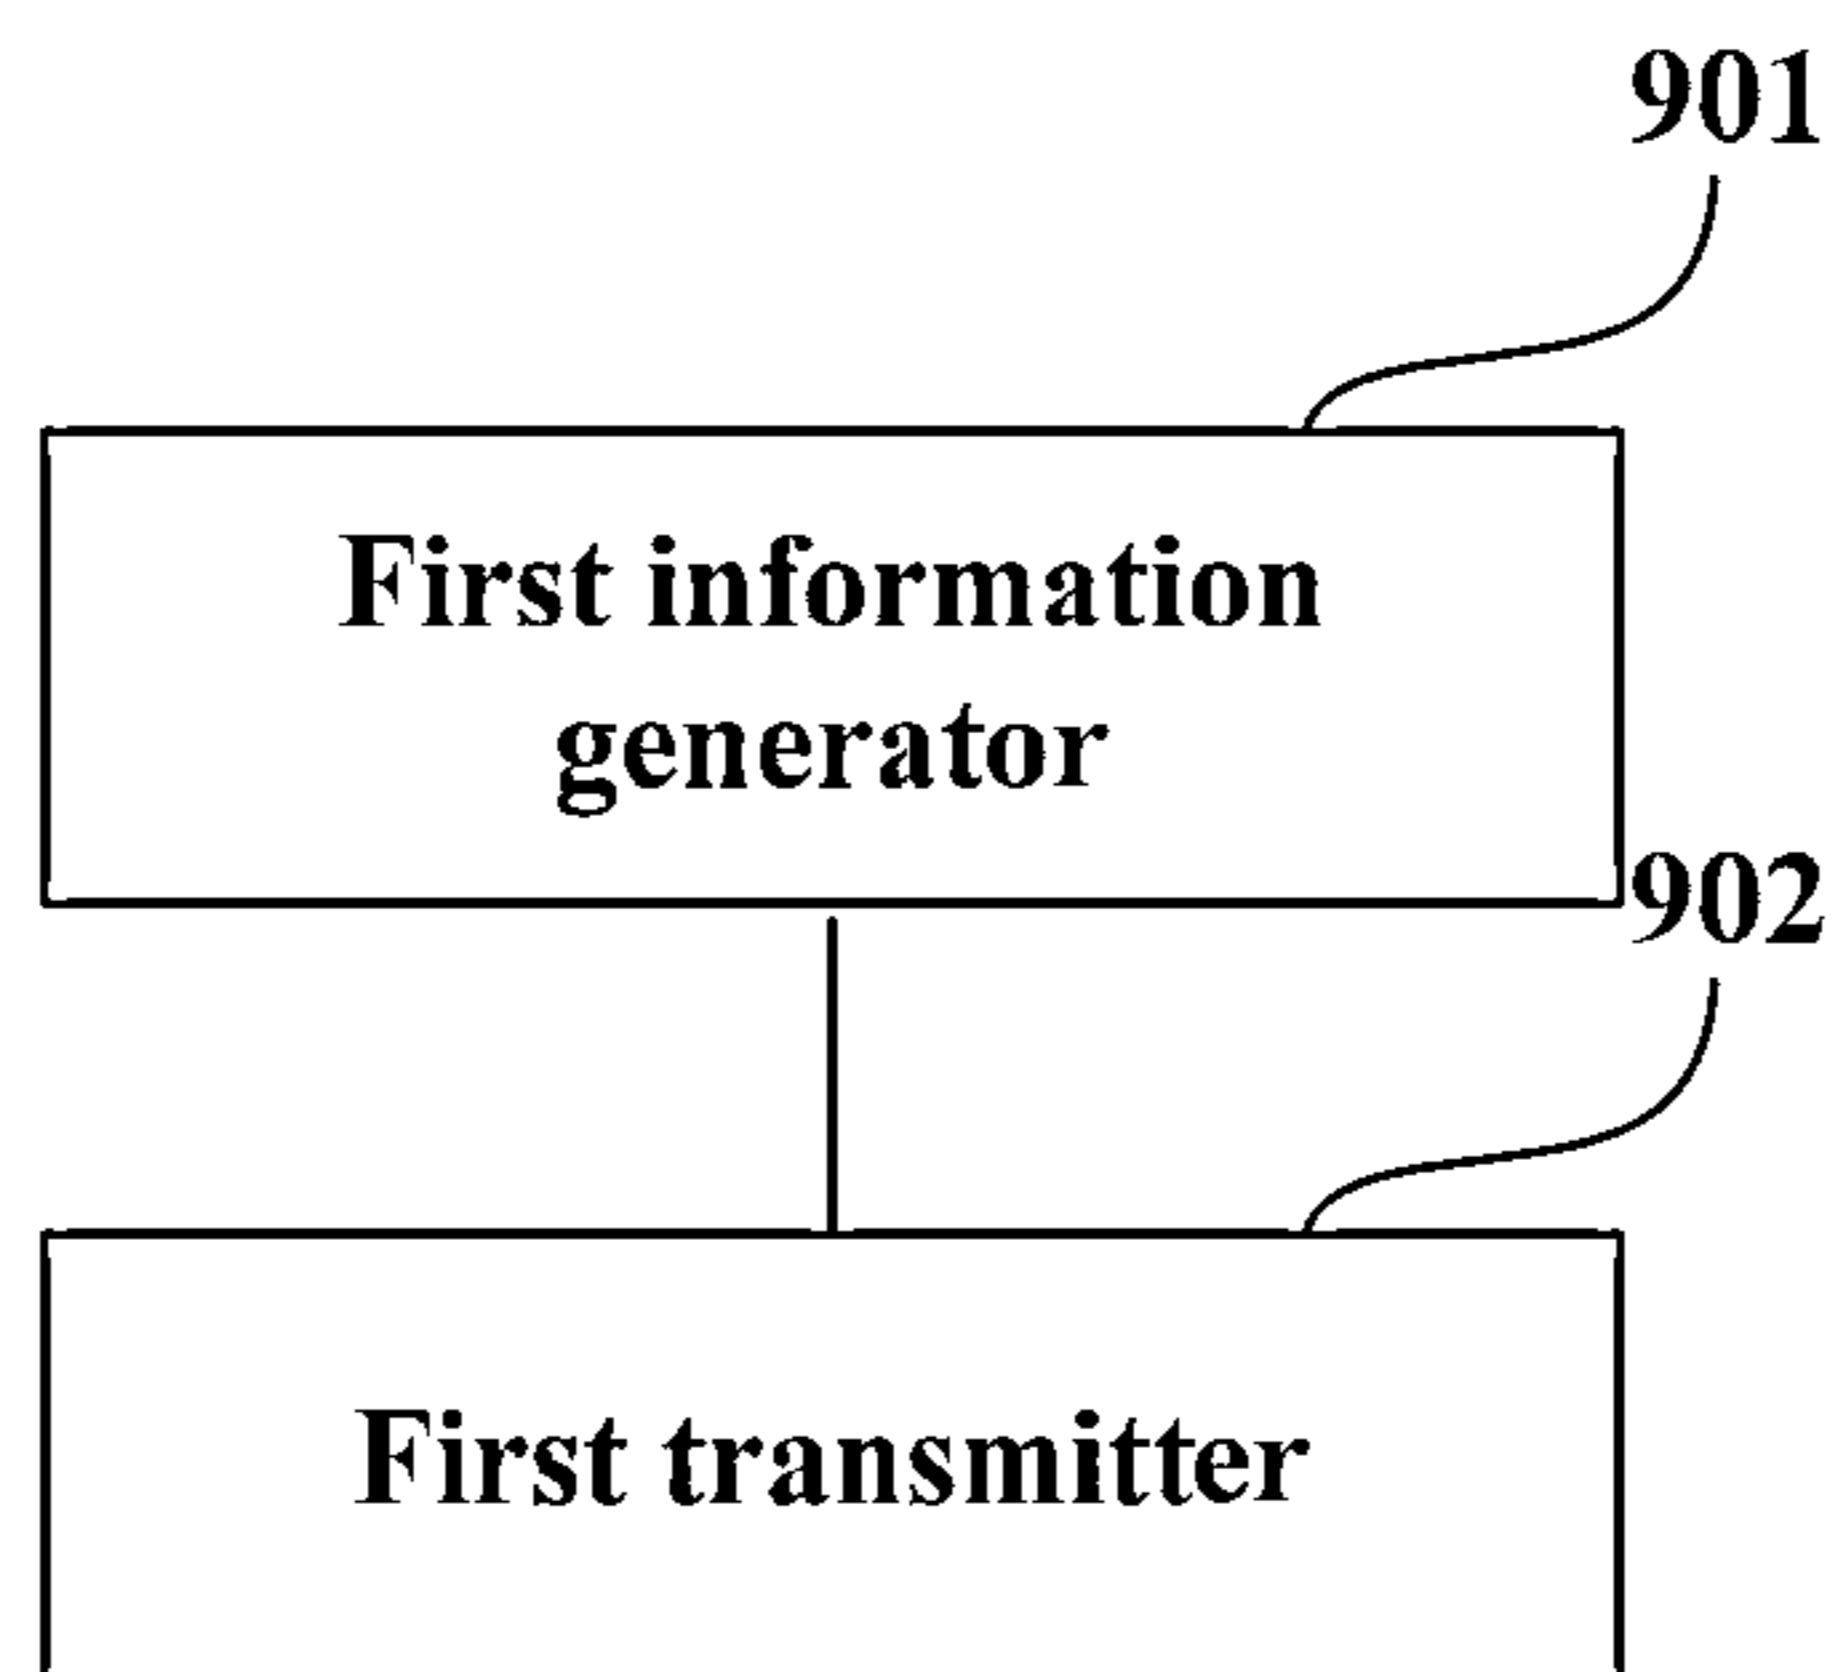 901
First information
generator
902
First transmitter